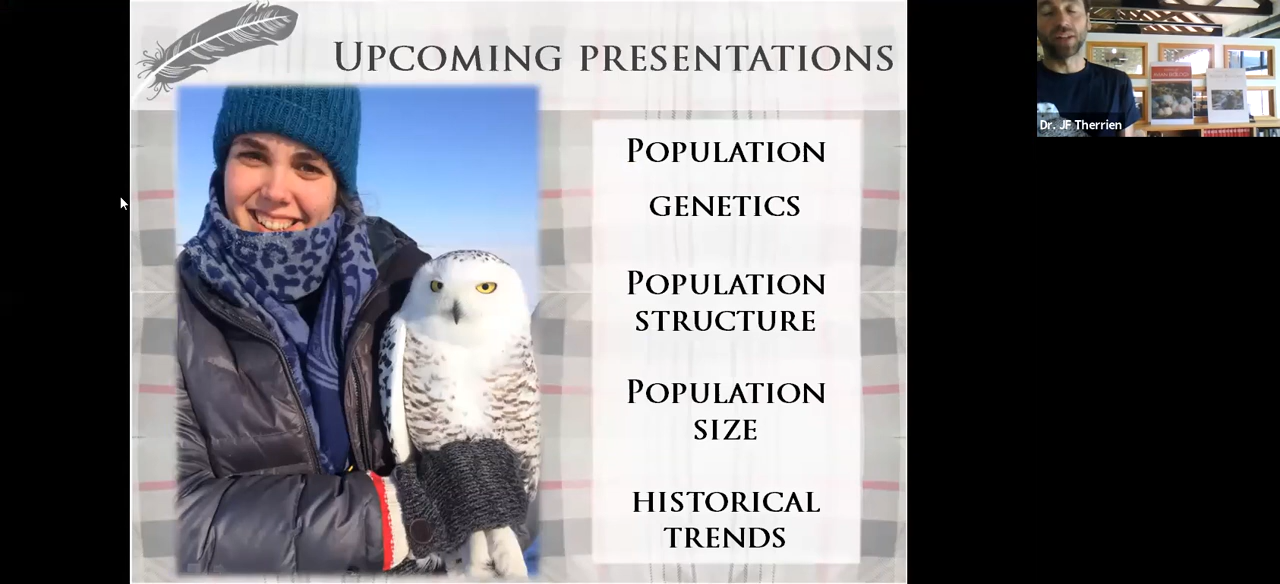 UPCOMING PRESENTATIONS
POPULATION
GENETICS
POPULATION
STRUCTURE
POPULATION
SIZE
HISTORICAL
TRENDS
Dr. JF Therrien